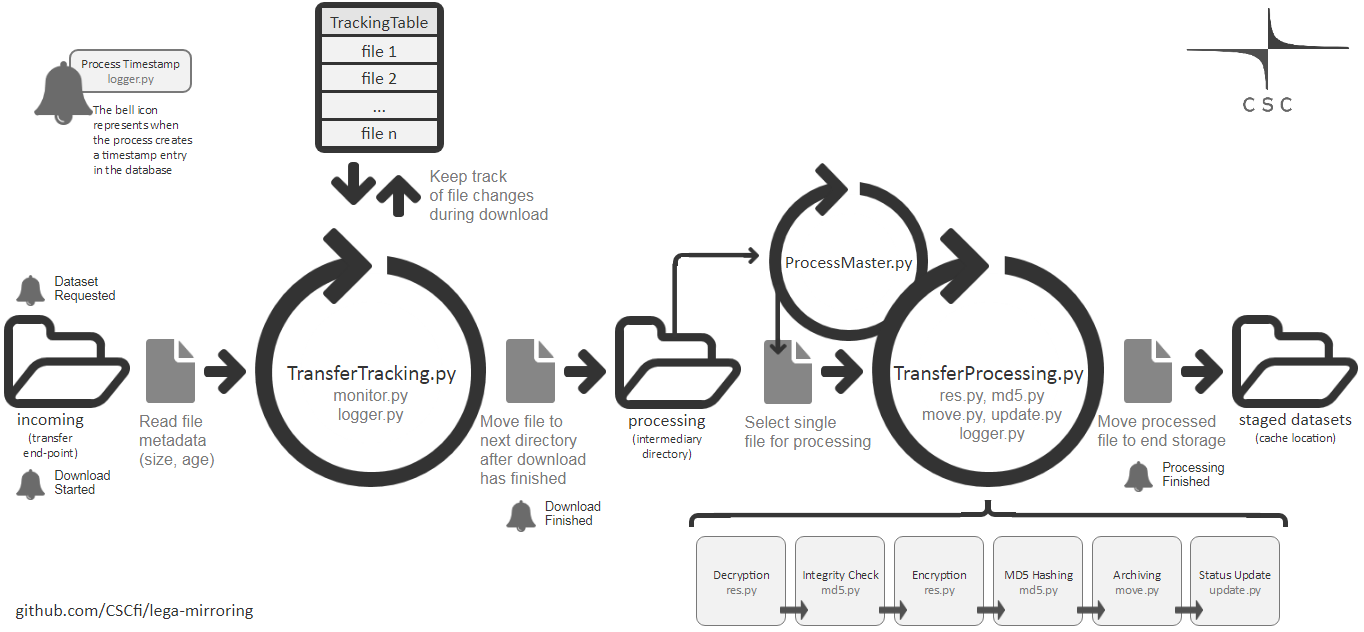 TrackingTable
file 1
file 2
...
file n
Process Timestamp
logger.py
The bell icon
represents when
the process creates
a timestamp entry
in the database
CSC
Keep track
of file changes
during download
Dataset
Requested
incoming
(transfer
end-point)
Download
Started
Read file
metadata
(size, age)
TransferTracking.py
monitor.py
logger.py
Move file to
next directory
after download
has finished
Download
Finished
processing
(intermediary
directory)
ProcessMaster.py
Select single
file for processing
TransferProcessing.py
res.py, md5.py
move.py, update.py
logger.py
Move processed
file to end storage
Processing
Finished
staged datasets
(cache location)
Decryption
res.py
Integrity Check
md5.py
Encryption
res.py
MD5 Hashing
md5.py
Archiving
move.py
Status Update
update.py
github.com/CSCfi/lega-mirroring